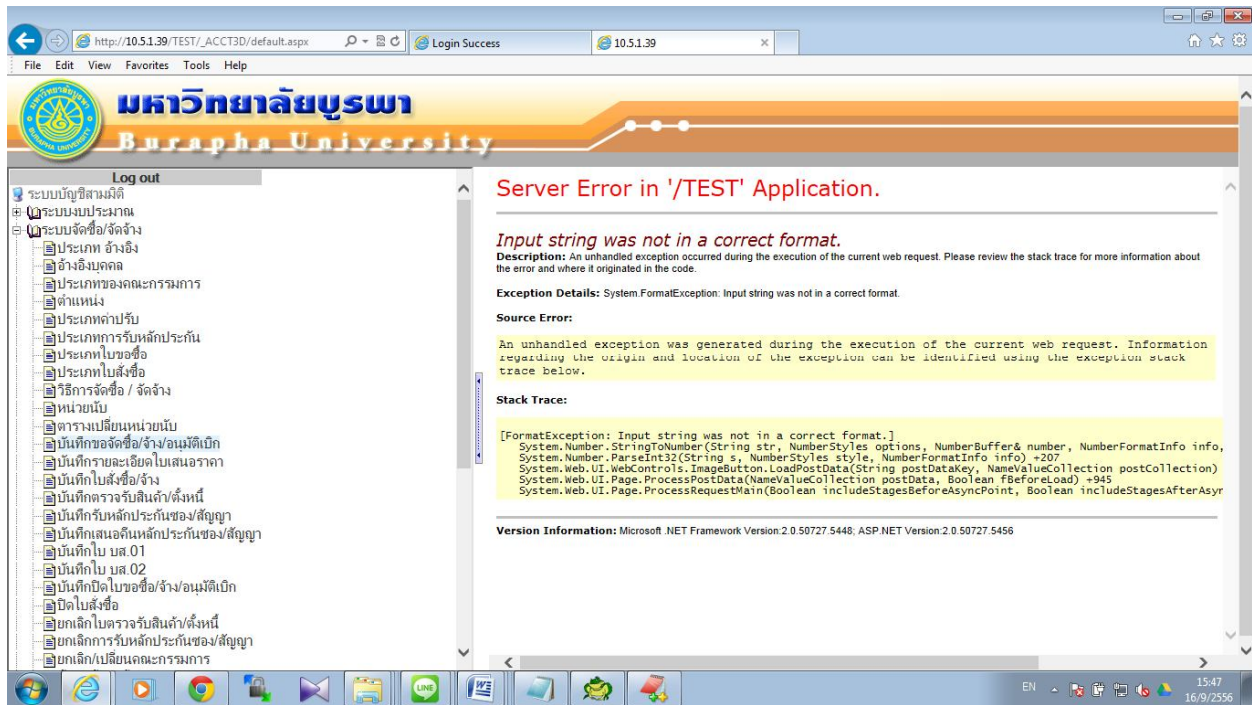 http://10.5.1.39/TEST/_ACCT3D/default.aspx
Login Success
10.5.1.39
File Edit View Favorites Tools Help
มหาวิทยาลัยบูรพา
Burapha University
Log out
ระบบบัญชีสามมิติ
ระบบงบประมาณ
ระบบจัดซื้อ/จัดจ้าง
ประเภท อ้างอิง
อ้างอิงบุคคล
ประเภทของคณะกรรมการ
ตำแหน่ง
ประเภทค่าปรับ
ประเภทการรับหลักประกัน
ประเภทใบขอซื้อ
ประเภทใบสั่งซื้อ
วิธีการจัดซื้อ / จัดจ้าง
หน่วยนับ
ตารางเปลี่ยนหน่วยนับ
บันทึกขอจัดซื้อ/จ้าง/อนุมัติเบิก
บันทึกรายละเอียดใบเสนอราคา
บันทึกใบสั่งซื้อ/จ้าง
บันทึกตรวจรับสินค้า/ตั้งหนี้
บันทึกรับหลักประกันซอง/สัญญา
บันทึกเสนอคืนหลักประกันซอง/สัญญา
บันทึกใบ บส.01
บันทึกใบ บส.02
บันทึกปิดใบขอซื้อ/จ้าง/อนุมัติเบิก
ปิดใบสั่งซื้อ
ยกเลิกใบตรวจรับสินค้า/ตั้งหนี้
ยกเลิกการรับหลักประกันซอง/สัญญา
ยกเลิก/เปลี่ยนคณะกรรมการ
Server Error in '/TEST' Application.
Input string was not in a correct format.
Description: An unhandled exception occurred during the execution of the current web request. Please review the stack trace for more information about
the error and where it originated in the code.
Exception Details: System.FormatException: Input string was not in a correct format.
Source Error:
An unhandled exception was generated during the execution of the current web request. Information
regarding the origin and location of the exception can be identified using the exception stack
trace below.
Stack Trace:
[FormatException: Input string was not in a correct format.]
System.Number.StringToNumber(String str, NumberStyles options, NumberBuffer& number, NumberFormatInfo info,
System.Number.ParseInt32(String s, NumberStyles style, NumberFormatInfo info) +207
System.Web.UI.WebControls.ImageButton.LoadPostData(String postDataKey, NameValueCollection postCollection)
System.Web.UI.Page.ProcessPostData(NameValueCollection postData, Boolean fBeforeLoad) +945
System.Web.UI.Page.ProcessRequestMain(Boolean includeStagesBeforeAsyncPoint, Boolean includeStagesAfterAsyn
Version Information: Microsoft .NET Framework Version:2.0.50727.5448; ASP.NET Version:2.0.50727.5456
LINE
EN
15:47
16/9/2556